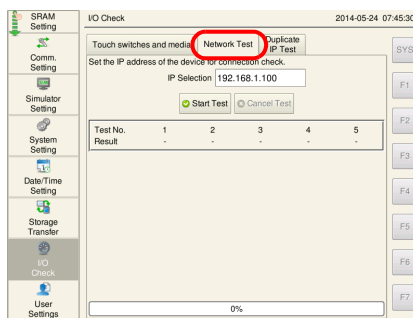 SRAM
Setting
I/O Check
2014-05-24 07:45:30
Touch switches and media
Network Test
Duplicate
IP Test
SYS
Comm.
Setting
Set the IP address of the device for connection check.
IP Selection 192.168.1.100
F1
Simulator
Setting
Start Test
Cancel Test
F2
System
Setting
Test No. 1 2 3 4 5
Result - - - - -
F3
Date/Time
Setting
F4
Storage
Transfer
F5
I/O
Check
F6
User
Settings
0%
F7